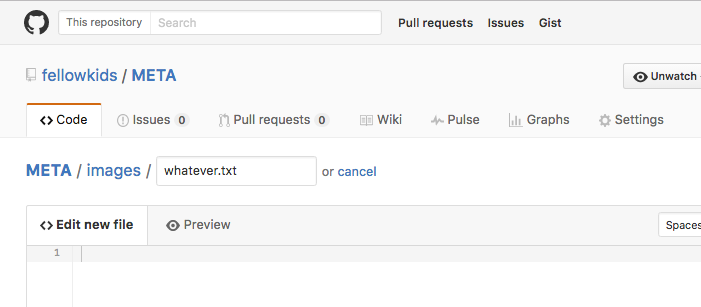 This repository Search Pull requests Issues Gist
fellowkids / META Unwatch
Code Issues 0 Pull requests 0 Wiki Pulse Graphs Settings
META / images / whatever.txt or cancel
Edit new file Preview Spaces
1